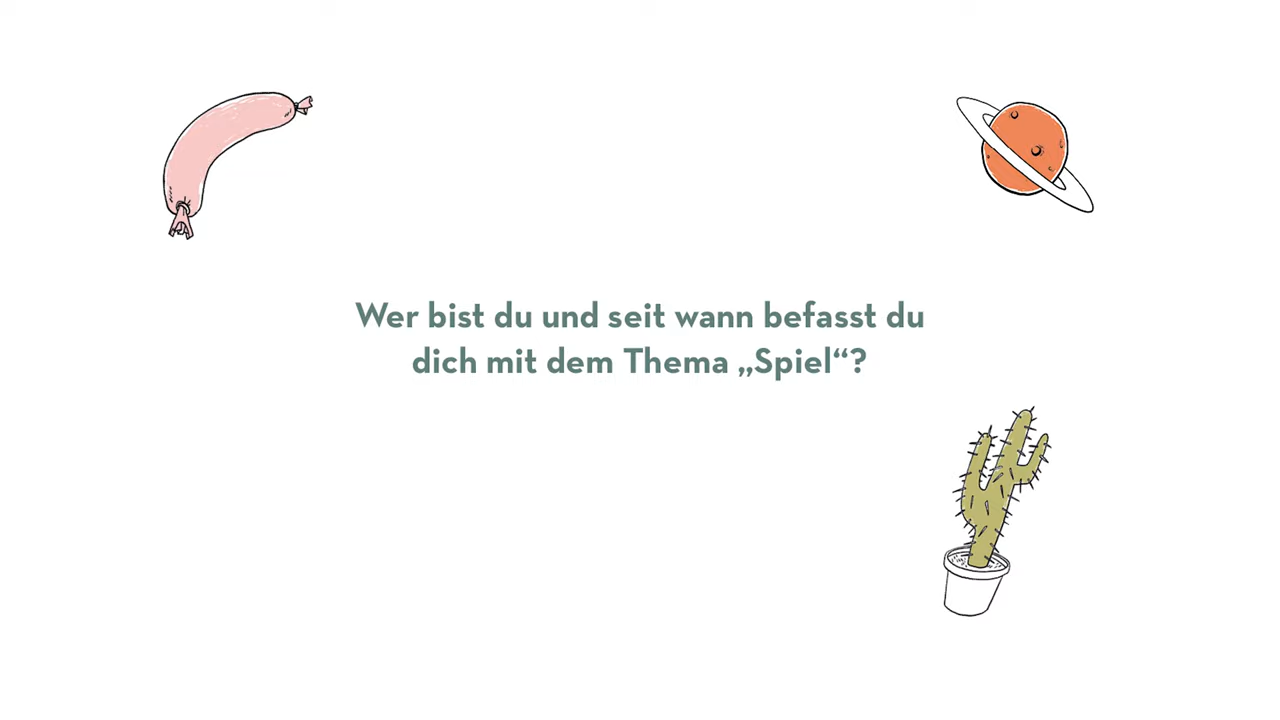 Wer bist du und seit wann befasst du
dich mit dem Thema „Spiel“?